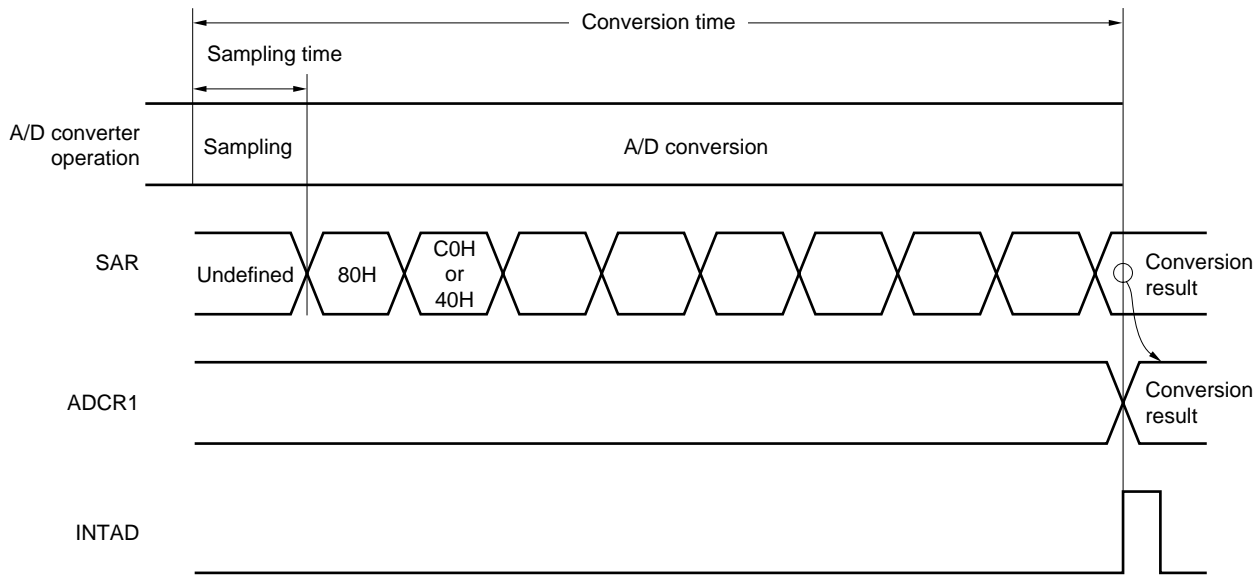 Conversion time
Sampling time
A/D converter
operation
Sampling
A/D conversion
SAR
Undefined
80H
C0H
or
40H
Conversion
result
ADCR1
Conversion
result
INTAD